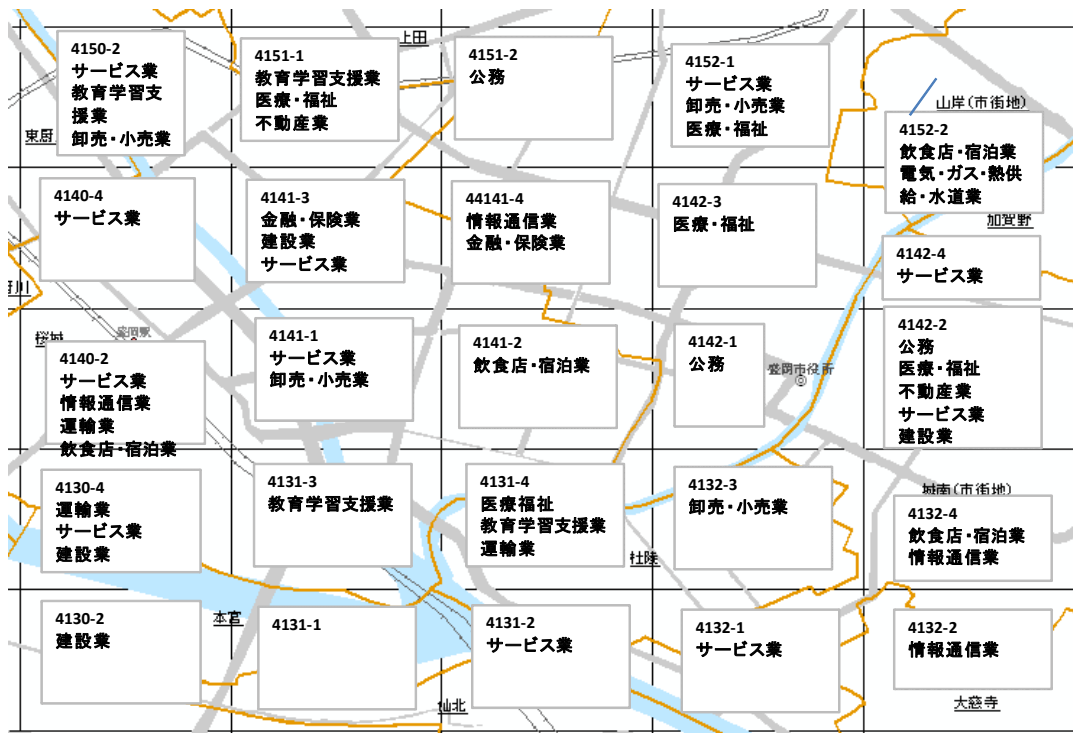 上田
4150-2
サービス業
教育学習支
援業
卸売・小売業
4151-1
教育学習支援業
医療・福祉
不動産業
4151-2
公務
4152-1
サービス業
卸売・小売業
医療・福祉
山岸(市街地)
4152-2
飲食店・宿泊業
電気・ガス・熱供
給・水道業
東厨
4140-4
サービス業
4141-3
金融・保険業
建設業
サービス業
44141-4
情報通信業
金融・保険業
4142-3
医療・福祉
加賀野
4142-4
サービス業
川
桜城
盛岡駅
4140-2
サービス業
情報通信業
運輸業
飲食店・宿泊業
4141-1
サービス業
卸売・小売業
4141-2
飲食店・宿泊業
4142-1
公務
盛岡市役所
4142-2
公務
医療・福祉
不動産業
サービス業
建設業
4130-4
運輸業
サービス業
建設業
4131-3
教育学習支援業
4131-4
医療福祉
教育学習支援業
運輸業
4132-3
卸売・小売業
城南(市街地)
4132-4
飲食店・宿泊業
情報通信業
杜陵
4130-2
建設業
本宮
4131-1
4131-2
サービス業
4132-1
サービス業
4132-2
情報通信業
仙北
大慈寺